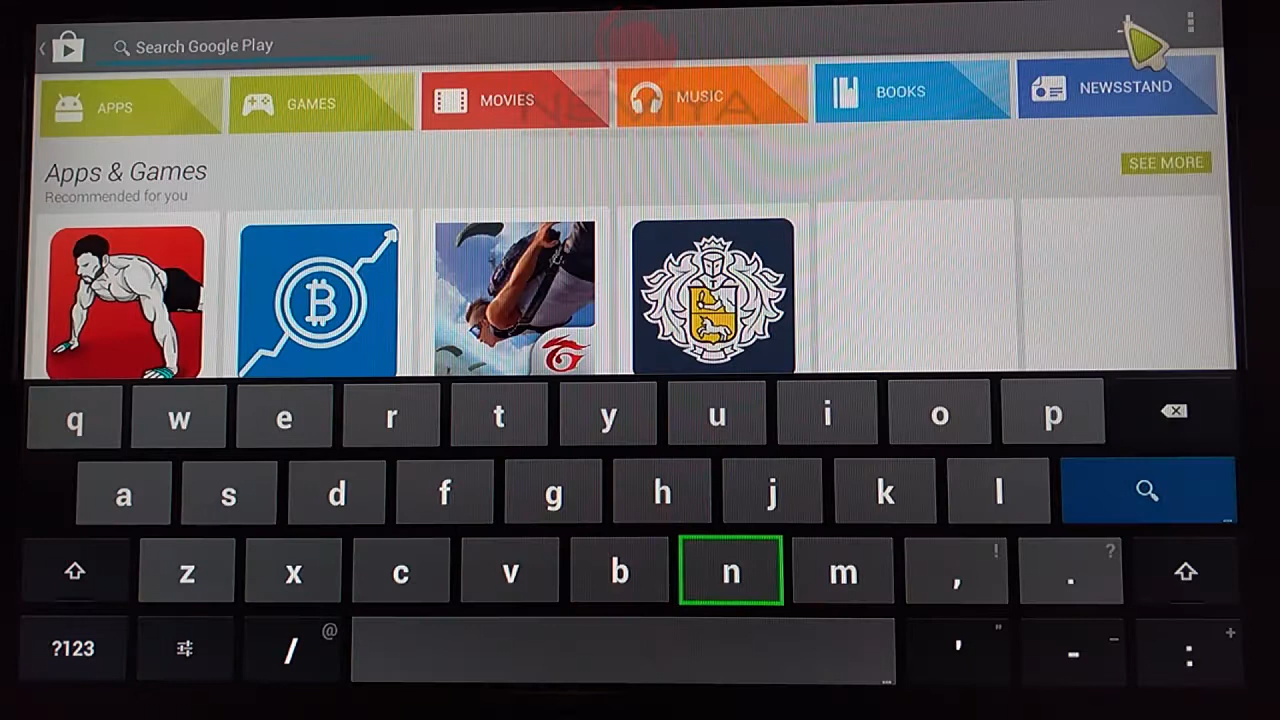 Search Google Play
APPS
GAMES
MOVIES
MUSIC
BOOKS
NEWSSTAND
Apps & Games
Recommended for you
SEE MORE
q w e r t y u i o p
a s d f g h j k l
z x c v b n m , ! . ?
?123 / @ ' " - _ : +